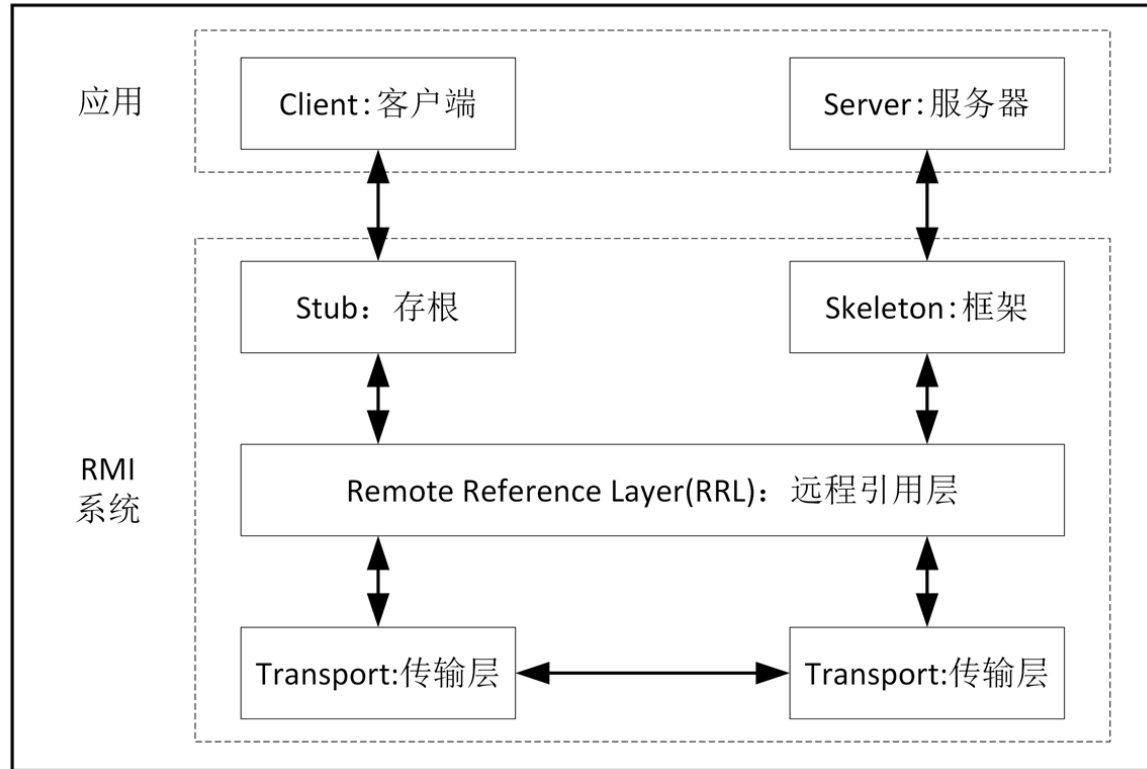 应用
Client:客户端
Server:服务器
Stub：存根
Skeleton:框架
RMI
系统
Remote Reference Layer(RRL)：远程引用层
Transport:传输层
Transport:传输层